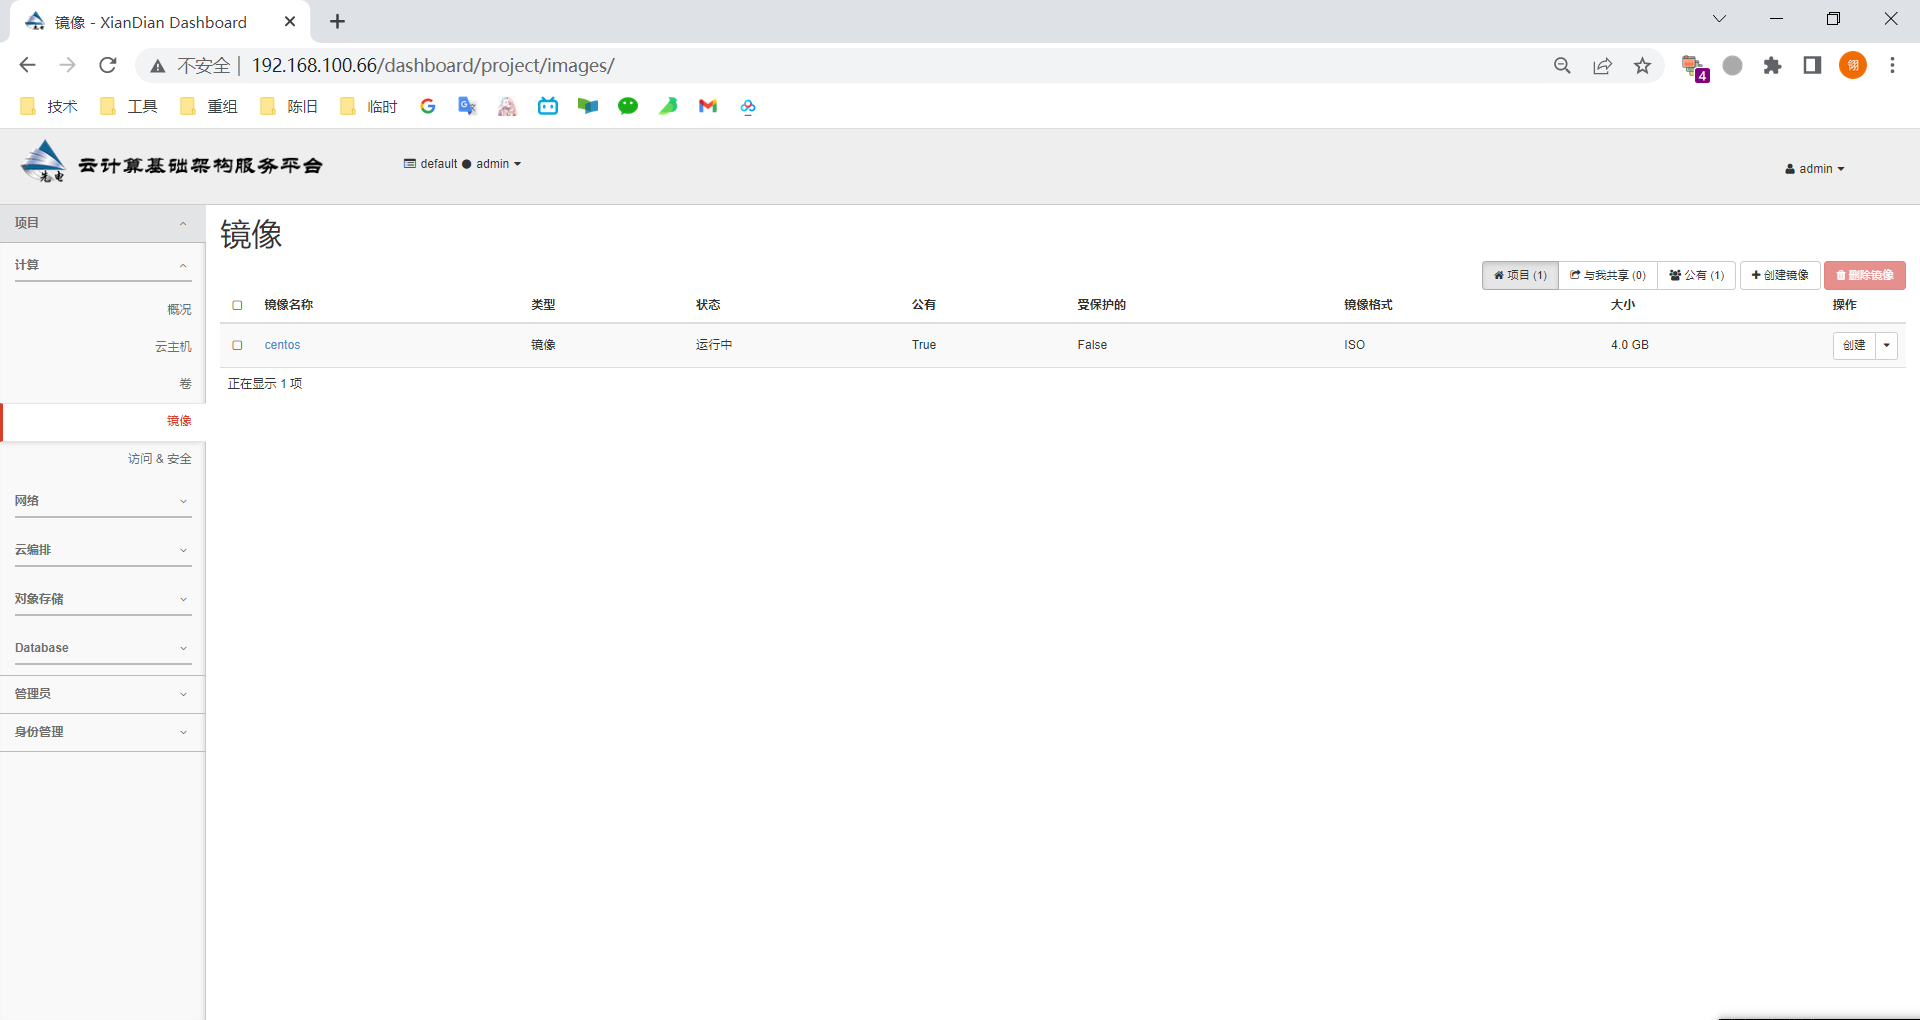 镜像 - XianDian Dashboard
不安全 | 192.168.100.66/dashboard/project/images/
4
翎
技术 工具 重组 陈旧 临时
先电 云计算基础架构服务平台 default admin admin
项目
计算
概况
云主机
卷
镜像
访问 & 安全
网络
云编排
对象存储
Database
管理员
身份管理
镜像
项目 (1) 与我共享 (0) 公有 (1) 创建镜像 删除镜像
镜像名称 类型 状态 公有 受保护的 镜像格式 大小 操作
centos 镜像 运行中 True False ISO 4.0 GB 创建
正在显示 1 项